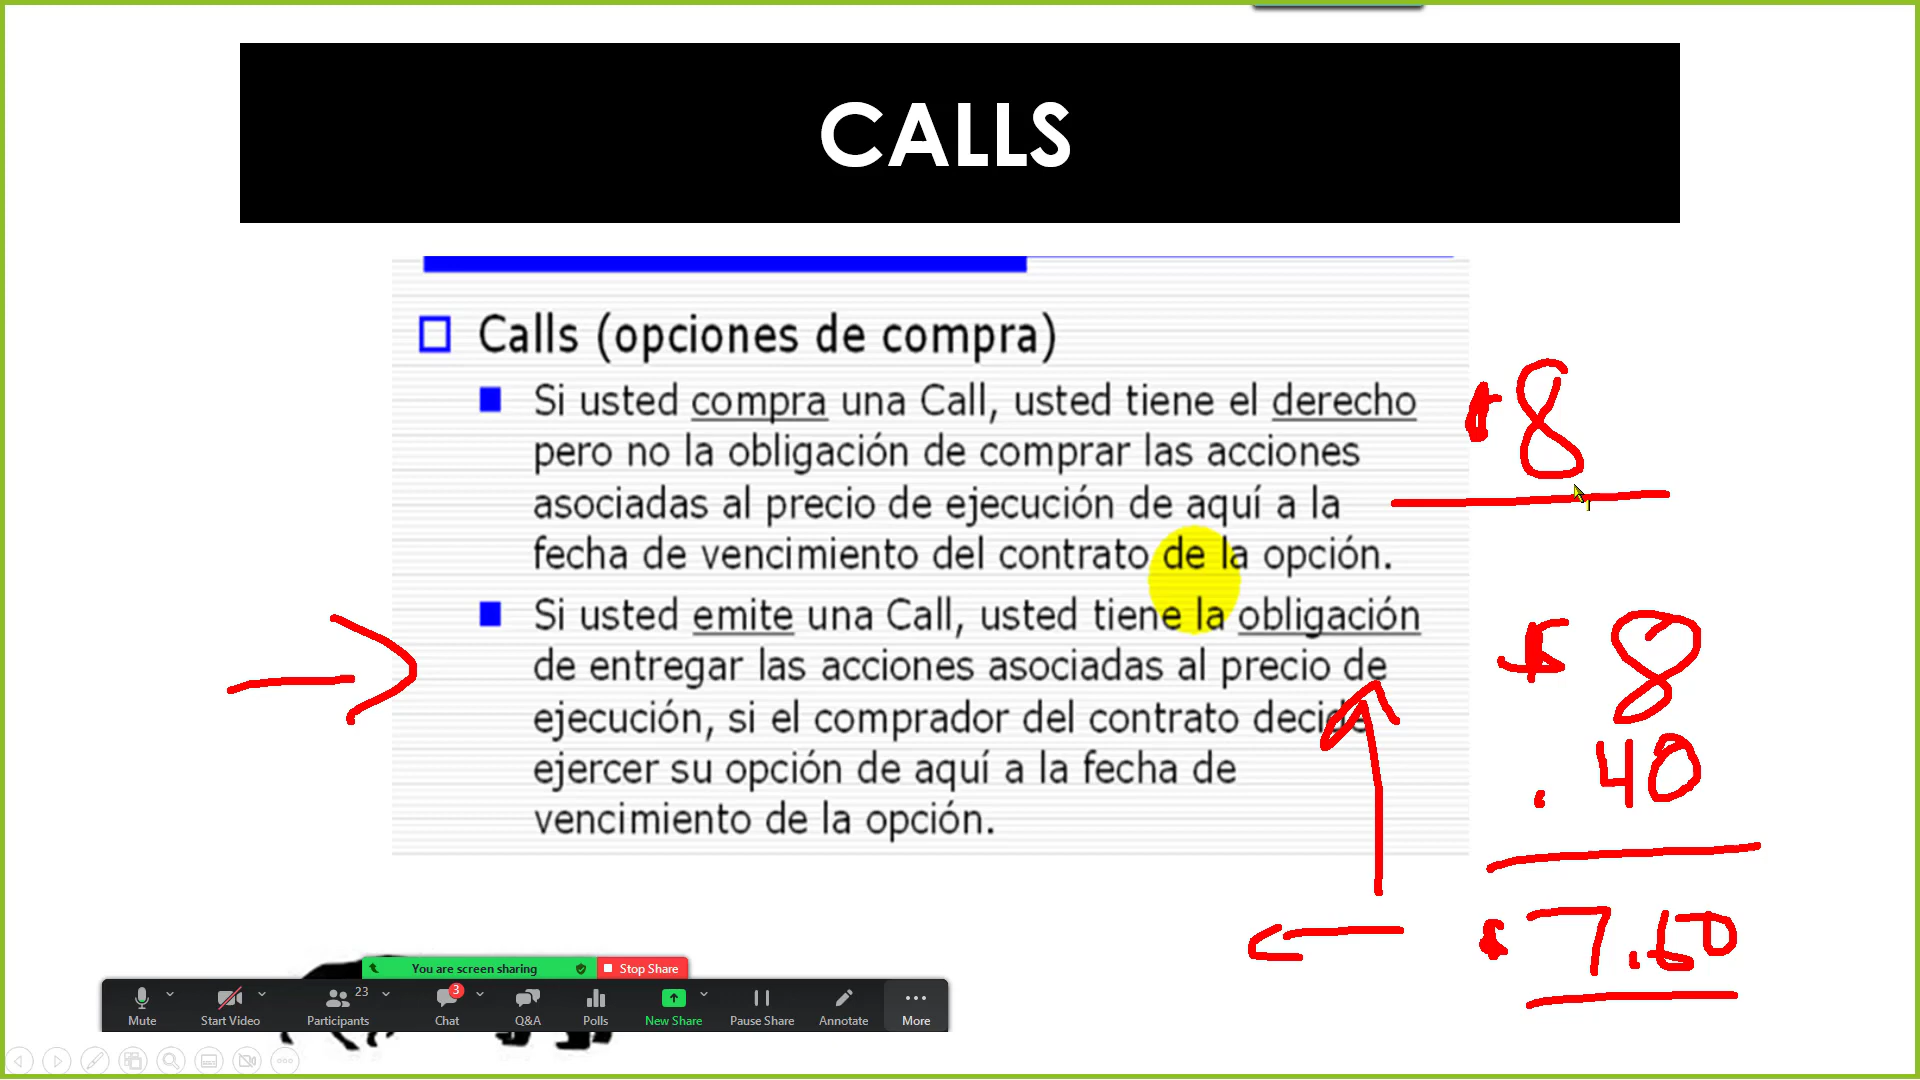 CALLS
Calls (opciones de compra)
Si usted compra una Call, usted tiene el derecho
pero no la obligación de comprar las acciones
asociadas al precio de ejecución de aquí a la
fecha de vencimiento del contrato de la opción.
Si usted emite una Call, usted tiene la obligación
de entregar las acciones asociadas al precio de
ejecución, si el comprador del contrato decide
ejercer su opción de aquí a la fecha de
vencimiento de la opción.
$8
$ 8
.40
$7.60
You are screen sharing
Stop Share
23
3
Mute
Start Video
Participants
Chat
Q&A
Polls
New Share
Pause Share
Annotate
More